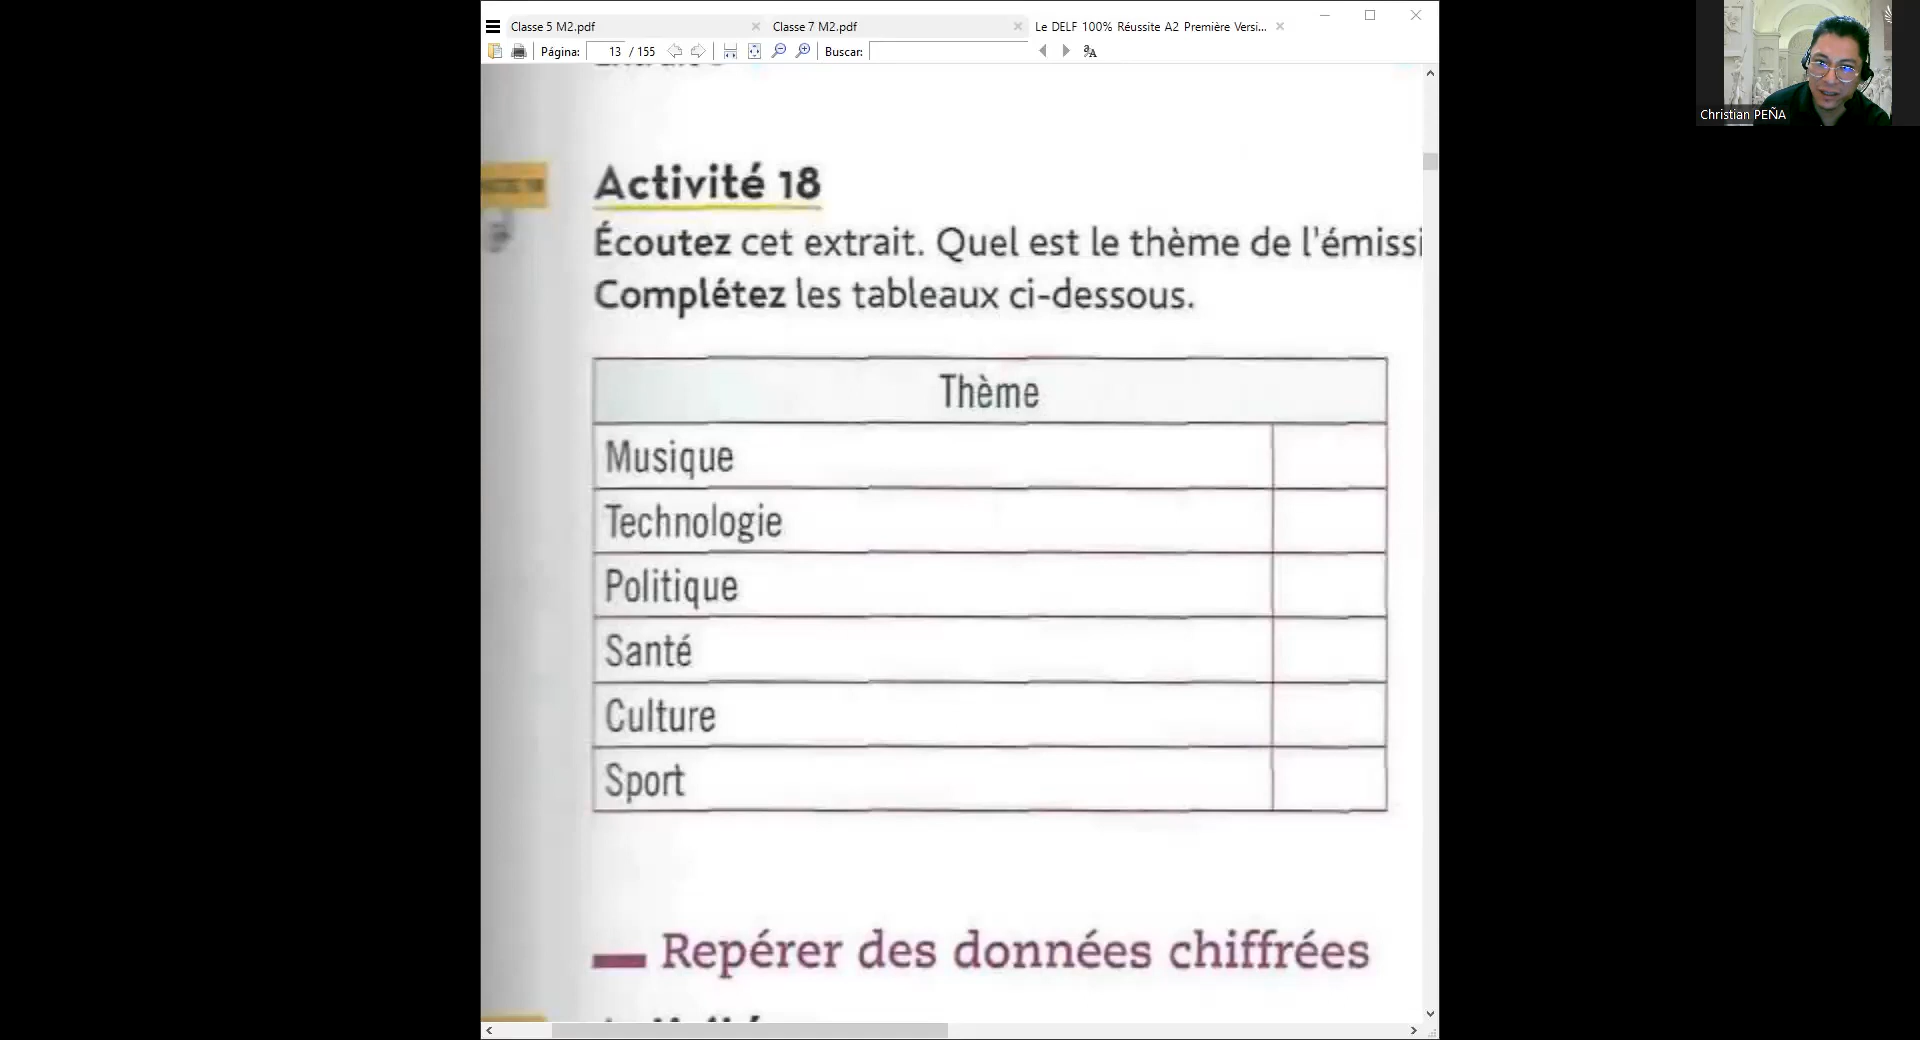 Classe 5 M2.pdf
Classe 7 M2.pdf
Le DELF 100% Réussite A2 Première Versi...
Página: 13 / 155
Buscar:
Christian PEÑA
Activité 18
Écoutez cet extrait. Quel est le thème de l'émissi
Complétez les tableaux ci-dessous.
Thème
Musique
Technologie
Politique
Santé
Culture
Sport
Repérer des données chiffrées